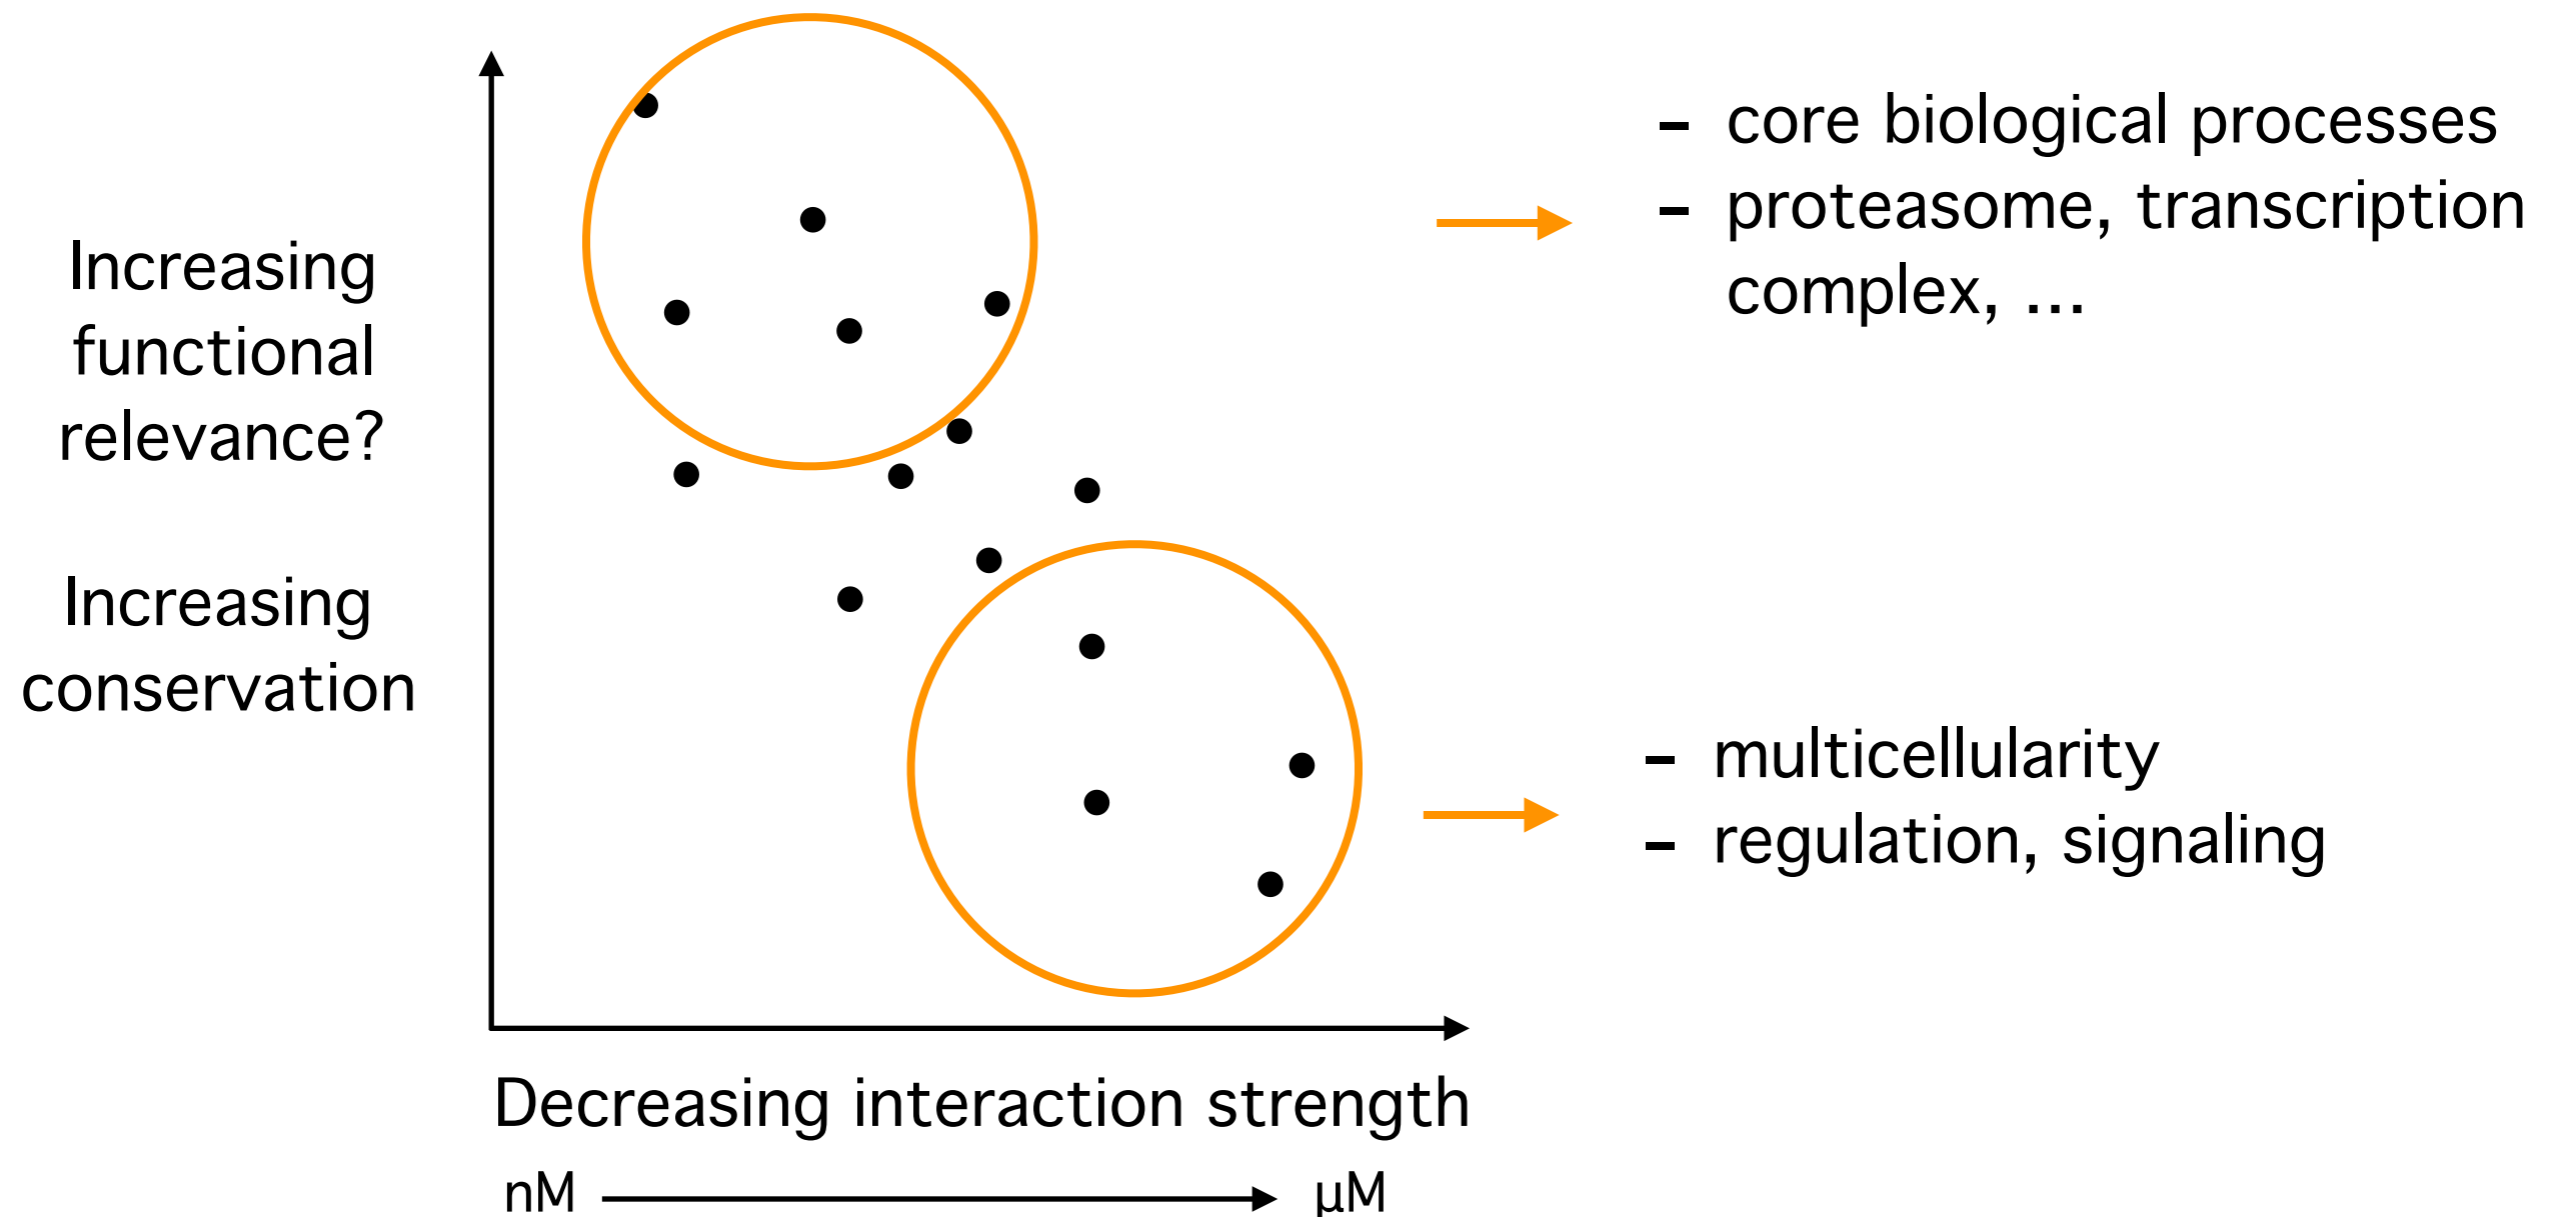 Increasing
functional
relevance?
Increasing
conservation
– core biological processes
– proteasome, transcription
complex, ...
– multicellularity
– regulation, signaling
Decreasing interaction strength
nM
µM